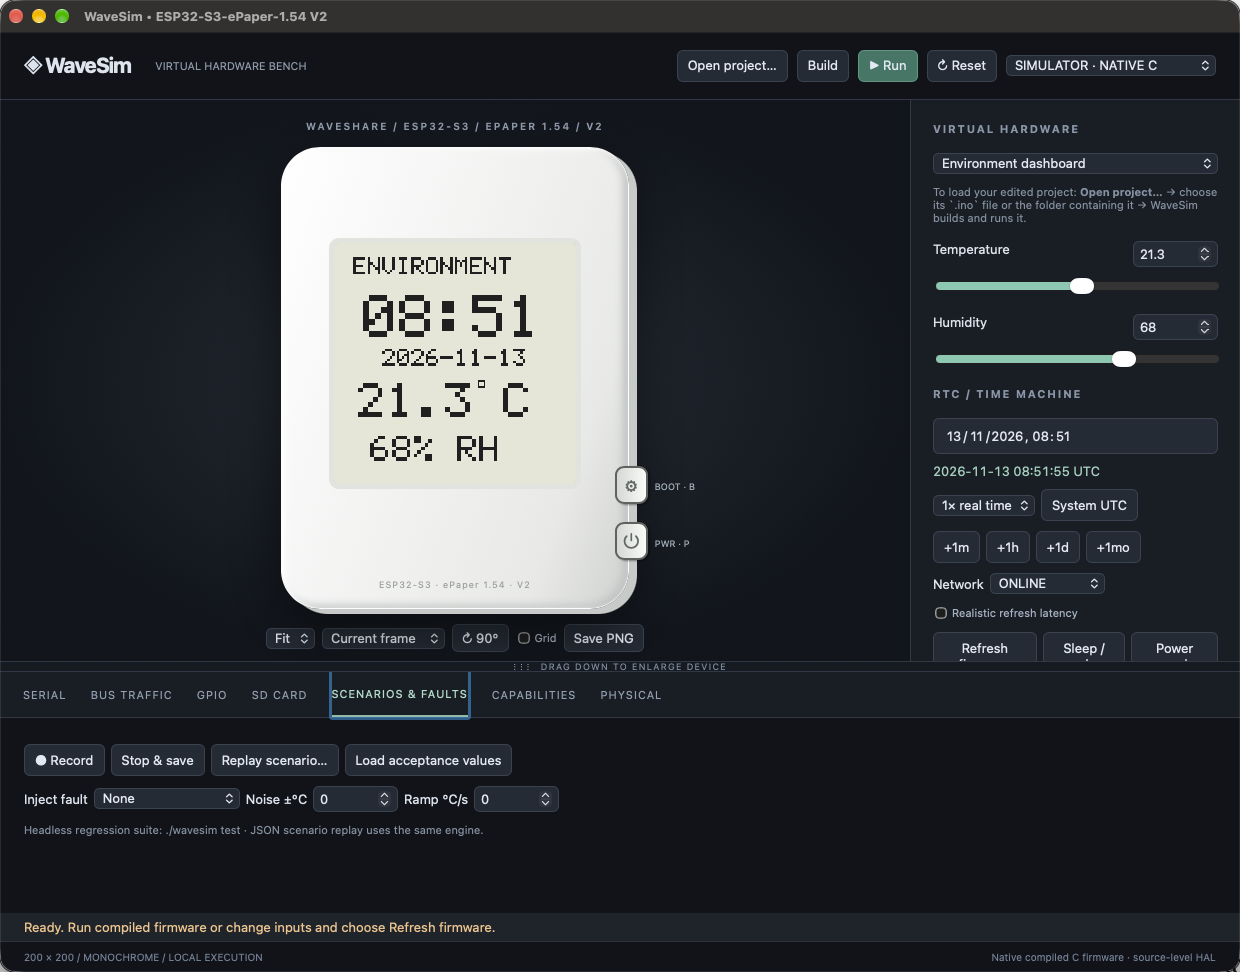 WaveSim • ESP32-S3-ePaper-1.54 V2
WaveSim
VIRTUAL HARDWARE BENCH
Open project...
Build
Run
Reset
SIMULATOR · NATIVE C
WAVESHARE / ESP32-S3 / EPAPER 1.54 / V2
ENVIRONMENT
08:51
2026-11-13
21.3°C
68% RH
BOOT · B
PWR · P
ESP32-S3 · ePaper 1.54 · V2
Fit
Current frame
90°
Grid
Save PNG
VIRTUAL HARDWARE
Environment dashboard
To load your edited project: Open project... → choose
its `.ino` file or the folder containing it → WaveSim
builds and runs it.
Temperature
21.3
Humidity
68
RTC / TIME MACHINE
13/11/2026, 08:51
2026-11-13 08:51:55 UTC
1× real time
System UTC
+1m
+1h
+1d
+1mo
Network
ONLINE
Realistic refresh latency
Refresh
Sleep /
Power
DRAG DOWN TO ENLARGE DEVICE
SERIAL
BUS TRAFFIC
GPIO
SD CARD
SCENARIOS & FAULTS
CAPABILITIES
PHYSICAL
Record
Stop & save
Replay scenario...
Load acceptance values
Inject fault
None
Noise ±°C
0
Ramp °C/s
0
Headless regression suite: ./wavesim test · JSON scenario replay uses the same engine.
Ready. Run compiled firmware or change inputs and choose Refresh firmware.
200 × 200 / MONOCHROME / LOCAL EXECUTION
Native compiled C firmware · source-level HAL